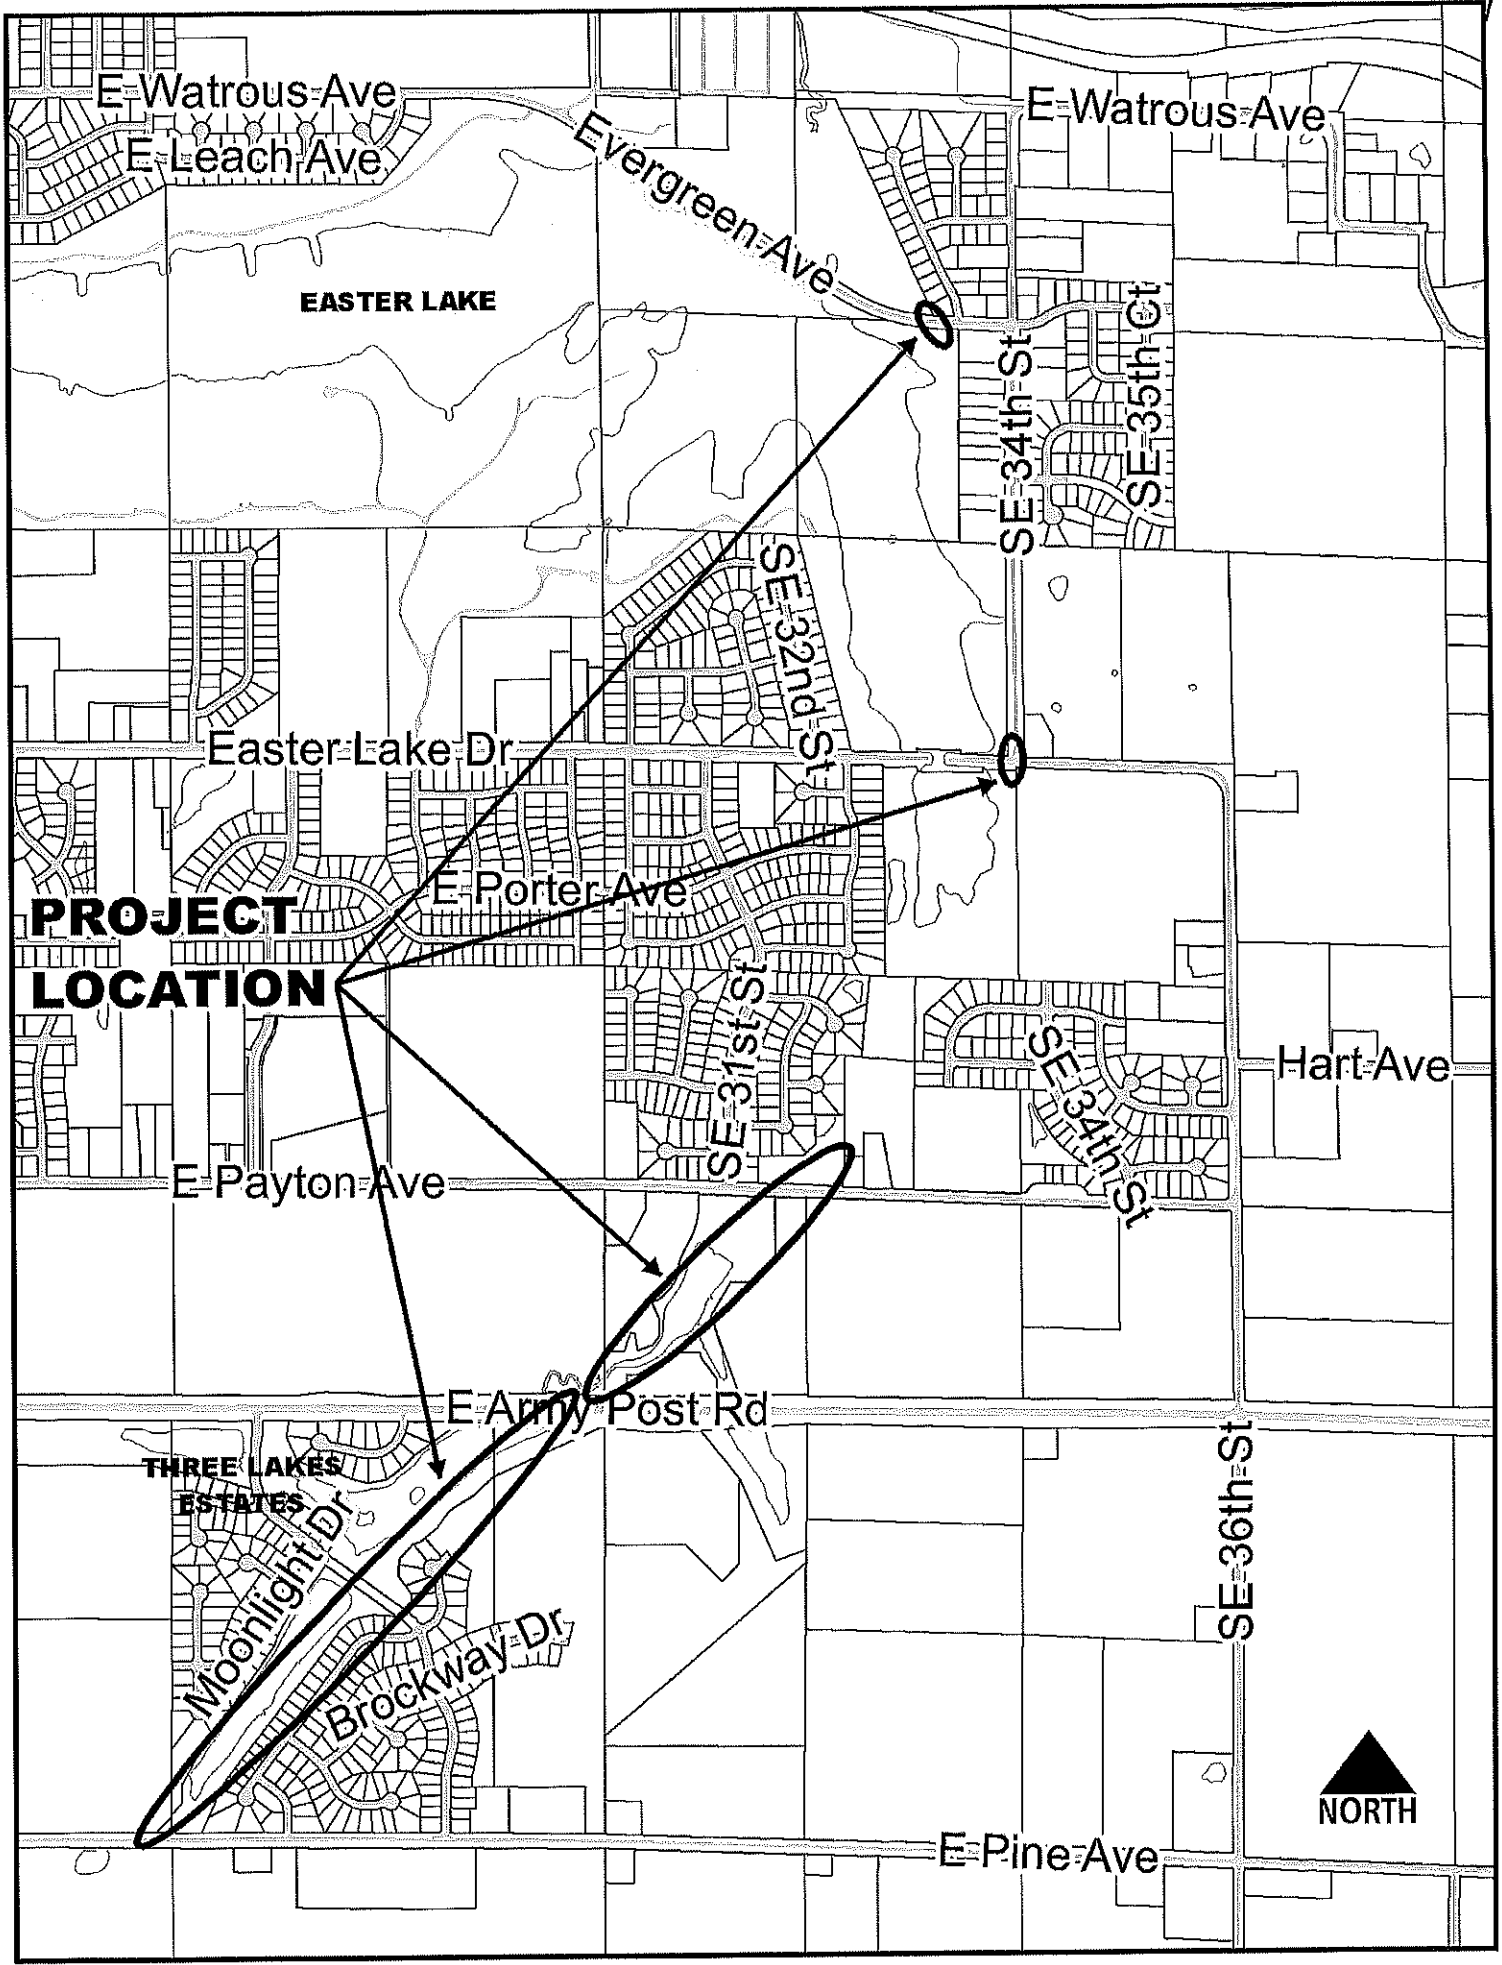 E Watrous Ave
E Watrous Ave
E Leach Ave
Evergreen Ave
EASTER LAKE
SE 34th St
SE 35th Ct
SE 32nd St
Easter Lake Dr
E Porter Ave
PROJECT
LOCATION
SE 31st St
SE 34th St
Hart Ave
E Payton Ave
E Army Post Rd
THREE LAKES
ESTATES
Moonlight Dr
Brockway Dr
SE 36th St
NORTH
E Pine Ave